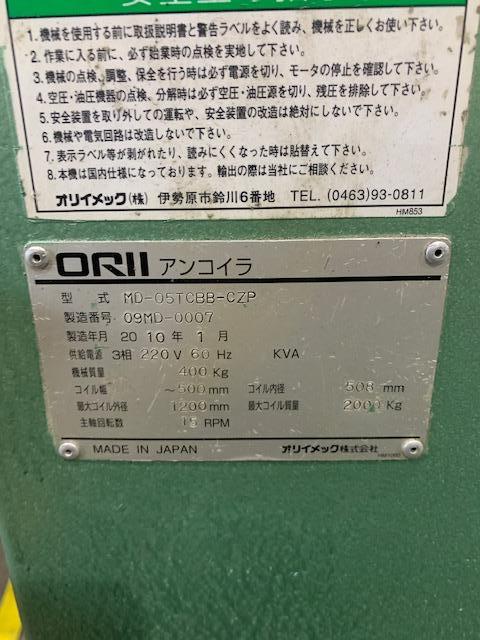 1. 機械を使用する前に取扱説明書と警告ラベルをよく読み、機械を正しくお使い下さい。
2. 作業に入る前に、必ず始業時の点検を実施して下さい。
3. 機械の点検、調整、保全を行う時は必ず電源を切り、モータの停止を確認して下さい。
4. 空圧・油圧機器の点検、分解時は必ず空圧・油圧源を切り、残圧を排除して下さい。
5. 安全装置を取り外しての運転や、安全装置の改造は絶対にしないで下さい。
6. 機械や電気回路は改造しないで下さい。
7. 表示ラベル等が剥がれたり、読みにくくなった時は貼替えて下さい。
8. 本機は国内仕様になっております。輸出の際は当社にご相談ください。
オリイメック(株) 伊勢原市鈴川6番地 TEL. (0463)93-0811
HM853
ORII アンコイラ
型式 MD-05TCBB-CZP
製造番号 09MD-0007
製造年月 2010年1月
供給電源 3相 220V 60Hz KVA
機械質量 400Kg
コイル幅 ~500mm コイル内径 508mm
最大コイル外径 1200mm 最大コイル質量 2000Kg
主軸回転数 15 RPM
MADE IN JAPAN オリイメック株式会社